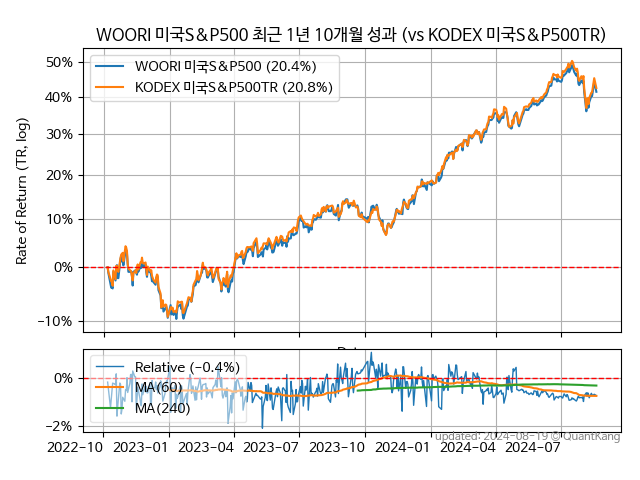 WOORI 미국S&P500 최근 1년 10개월 성과 (vs KODEX 미국S&P500TR)
WOORI 미국S&P500 (20.4%)
KODEX 미국S&P500TR (20.8%)
50%
40%
30%
20%
10%
0%
−10%
Rate of Return (TR, log)
Relative (−0.4%)
MA(60)
MA(240)
0%
−2%
2022−10 2023−01 2023−04 2023−07 2023−10 2024−01 2024−04 2024−07
updated: 2024-08-19 © QuantKang